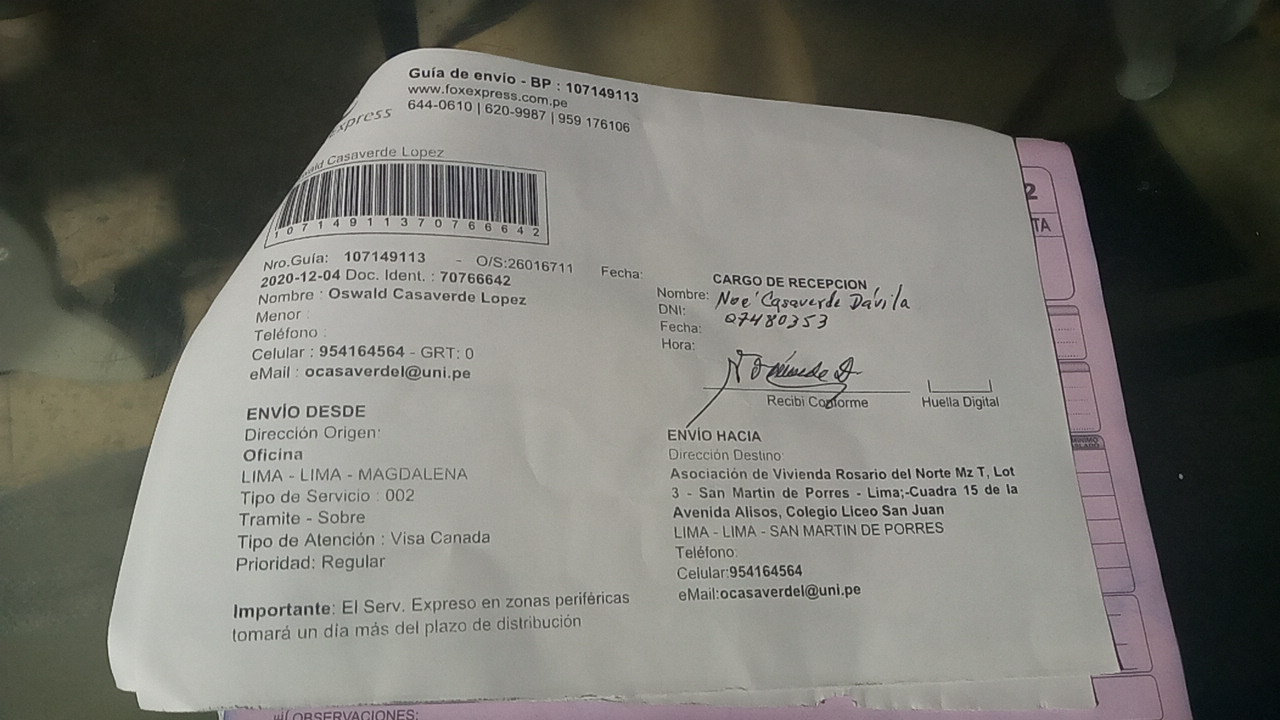 Guía de envío - BP : 107149113
www.foxexpress.com.pe
644-0610 | 620-9987 | 959 176106
express
Casaverde Lopez
10714911370766642
Nro.Guía: 107149113 - O/S:26016711 Fecha:
2020-12-04 Doc. Ident. : 70766642
Nombre : Oswald Casaverde Lopez
Menor :
Teléfono :
Celular : 954164564 - GRT: 0
eMail : ocasaverdel@uni.pe
CARGO DE RECEPCION
Nombre: Noé Casaverde Dávila
DNI: 07480353
Fecha:
Hora:
Recibi Conforme
Huella Digital
ENVÍO DESDE
Dirección Origen:
Oficina
LIMA - LIMA - MAGDALENA
Tipo de Servicio : 002
Tramite - Sobre
Tipo de Atención : Visa Canada
Prioridad: Regular
ENVÍO HACIA
Dirección Destino:
Asociación de Vivienda Rosario del Norte Mz T, Lot
3 - San Martin de Porres - Lima;-Cuadra 15 de la
Avenida Alisos, Colegio Liceo San Juan
LIMA - LIMA - SAN MARTIN DE PORRES
Teléfono:
Celular:954164564
eMail:ocasaverdel@uni.pe
Importante: El Serv. Expreso en zonas periféricas
tomará un día más del plazo de distribución
2
TA
OBSERVACIONES: